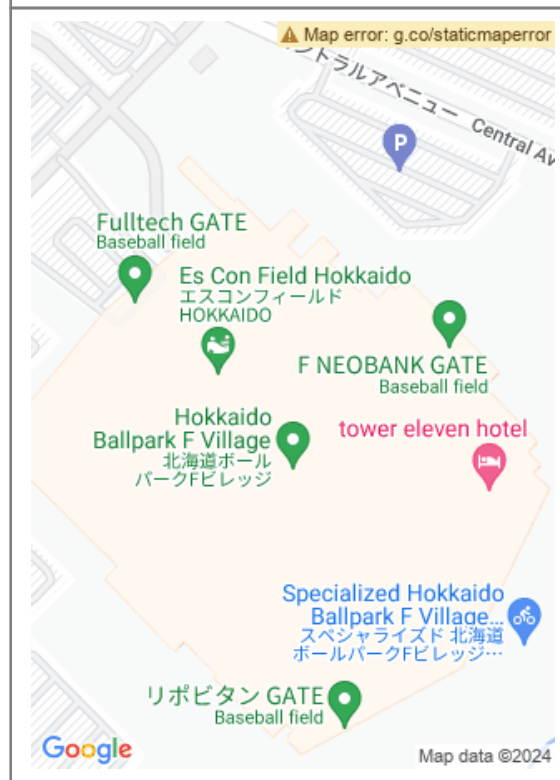 Map error: g.co/staticmaperror
ントラルアベニュー Central Av
P
Fulltech GATE
Baseball field
Es Con Field Hokkaido
エスコンフィールド
HOKKAIDO
F NEOBANK GATE
Baseball field
Hokkaido
Ballpark F Village
北海道ボール
パークFビレッジ
tower eleven hotel
Specialized Hokkaido
Ballpark F Village...
スペシャライズド 北海道
ボールパークFビレッジ…
リポビタン GATE
Baseball field
Google
Map data ©2024